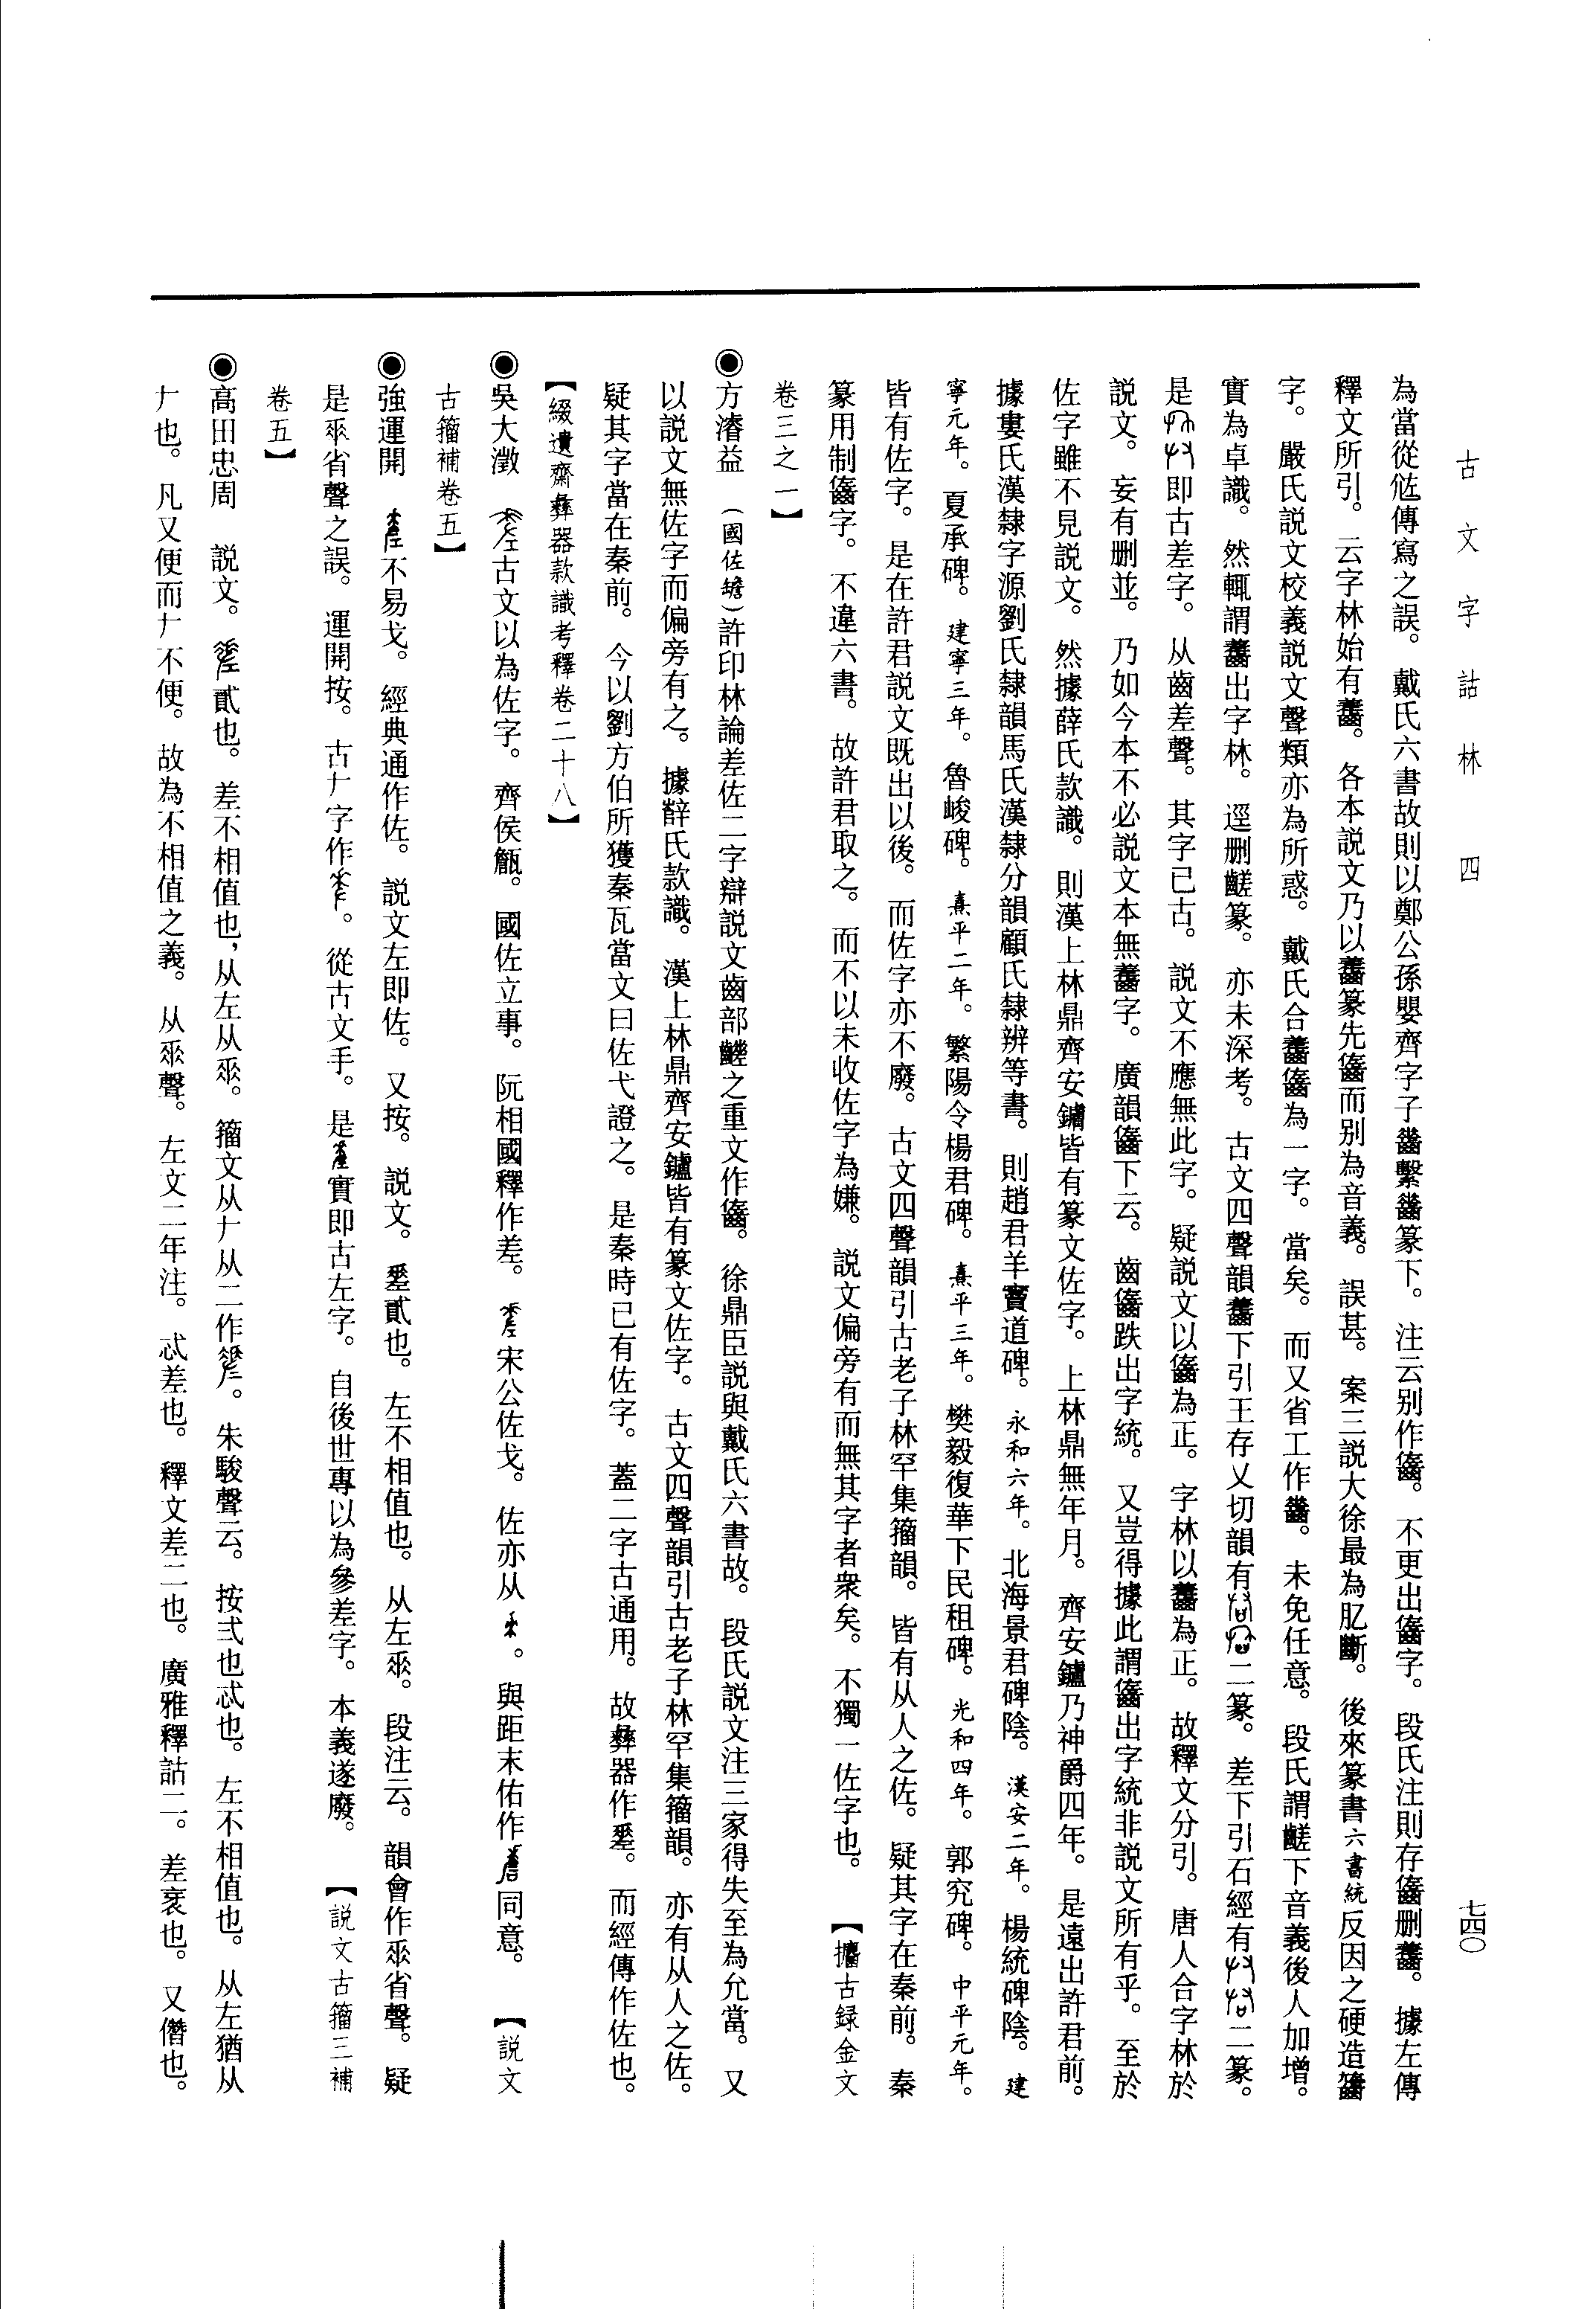 古文字詁林 四
七四〇
為當從㢀傳寫之誤。戴氏六書故則以鄭公孫嬰齊字子繫篆下。注云别作。不更出字。段氏注則存删。據左傳
釋文所引。云字林始有。各本説文乃以篆先而别為音義。誤甚。案三説大徐最為肊斷。後來篆書六書統反因之硬造
字。嚴氏説文校義説文聲類亦為所惑。戴氏合為一字。當矣。而又省工作。未免任意。段氏謂下音義後人加增。
實為卓識。然輒謂出字林。逕删篆。亦未深考。古文四聲韻下引王存乂切韻有二篆。差下引石經有二篆。
是即古差字。从齒差聲。其字已古。説文不應無此字。疑説文以為正。字林以為正。故釋文分引。唐人合字林於
説文。妄有删並。乃如今本不必説文本無字。廣韻下云。齒跌出字統。又豈得據此謂出字統非説文所有乎。至於
佐字雖不見説文。然據薛氏款識。則漢上林鼎齊安鑪皆有篆文佐字。上林鼎無年月。齊安鑪乃神爵四年。是遠出許君前。
據婁氏漢隸字源劉氏隸韻馬氏漢隸分韻顧氏隸辨等書。則趙君羊竇道碑。永和六年。北海景君碑陰。漢安二年。楊統碑陰。建
寧元年。夏承碑。建寧三年。魯峻碑。熹平二年。繁陽令楊君碑。熹平三年。樊毅復華下民租碑。光和四年。郭究碑。中平元年。
皆有佐字。是在許君説文既出以後。而佐字亦不廢。古文四聲韻引古老子林罕集籀韻。皆有从人之佐。疑其字在秦前。秦
篆用制字。不違六書。故許君取之。而不以未收佐字為嫌。説文偏旁有而無其字者衆矣。不獨一佐字也。【攈古録金文
卷三之一】
◉方濬益 (國佐𦉜)許印林論差佐二字辯説文齒部之重文作。徐鼎臣説與戴氏六書故。段氏説文注三家得失至為允當。又
以説文無佐字而偏旁有之。據辥氏款識。漢上林鼎齊安鑪皆有篆文佐字。古文四聲韻引古老子林罕集籀韻。亦有从人之佐。
疑其字當在秦前。今以劉方伯所獲秦瓦當文曰佐弋證之。是秦時已有佐字。蓋二字古通用。故彝器作𢀩。而經傳作佐也。
【綴遺齋彝器款識考釋卷二十八】
◉吳大澂 古文以為佐字。齊侯甔。國佐立事。阮相國釋作差。宋公佐戈。佐亦从。與距末佑作同意。【説文
古籀補卷五】
◉強運開 不易戈。經典通作佐。説文左即佐。又按。説文。𢀩貳也。左不相值也。从左𠂹。段注云。韻會作𠂹省聲。疑
是𠂹省聲之誤。運開按。古𠂇字作。從古文手。是實即古左字。自後世專以為參差字。本義遂廢。【説文古籀三補
卷五】
◉高田忠周 説文。貳也。差不相值也,从左从𠂹。籀文从𠂇从二作。朱駿聲云。按弍也忒也。左不相值也。从左猶从
𠂇也。凡又便而𠂇不便。故為不相值之義。从𠂹聲。左文二年注。忒差也。釋文差二也。廣雅釋詁二。差衺也。又僭也。